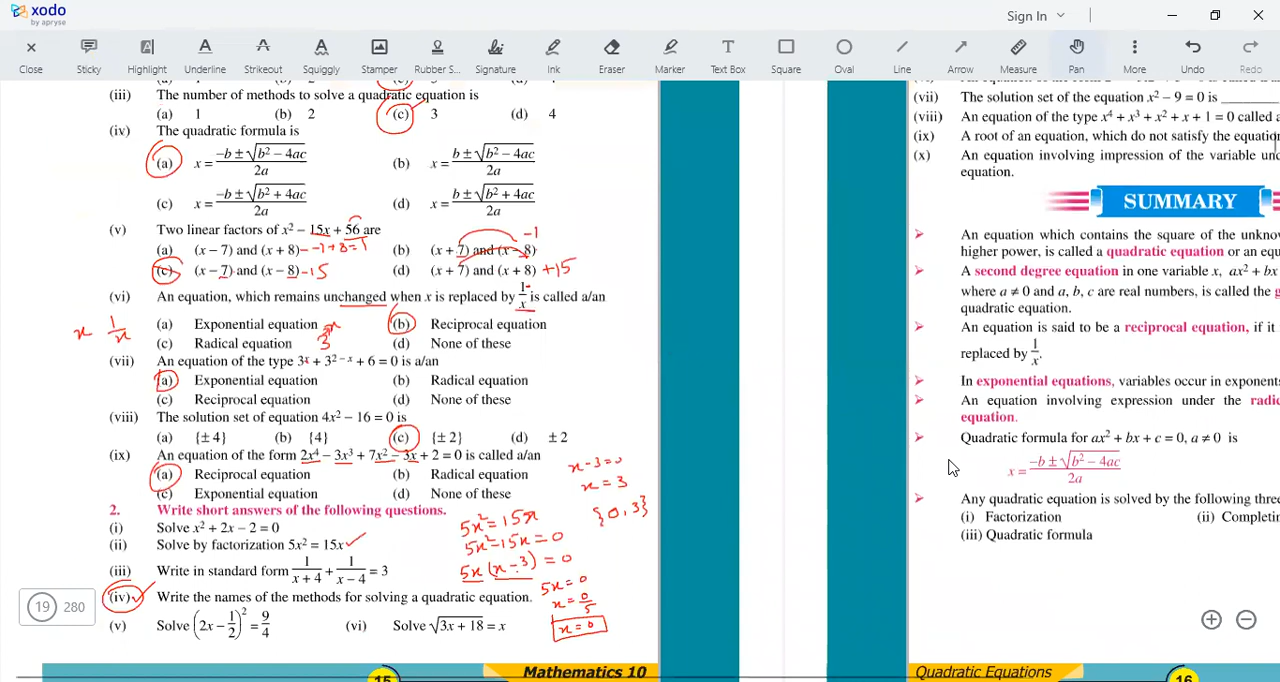 xodo
by apryse
Sign In
Close Sticky Highlight Underline Strikeout Squiggly Stamper Rubber S... Signature Ink Eraser Marker Text Box Square Oval Line Arrow Measure Pan More Undo Redo
(iii) The number of methods to solve a quadratic equation is
(a) 1 (b) 2 (c) 3 (d) 4
(iv) The quadratic formula is
(a) x = (−b ± √(b² − 4ac)) / 2a (b) x = (b ± √(b² − 4ac)) / 2a
(c) x = (−b ± √(b² + 4ac)) / 2a (d) x = (b ± √(b² + 4ac)) / 2a
(v) Two linear factors of x² − 15x + 56 are
(a) (x − 7) and (x + 8) −7+8=1 (b) (x + 7) and (x − 8) −1
(c) (x − 7) and (x − 8) −15 (d) (x + 7) and (x + 8) +15
(vi) An equation, which remains unchanged when x is replaced by 1/x is called a/an
x 1/x
(a) Exponential equation 3ˣ (b) Reciprocal equation
(c) Radical equation (d) None of these
(vii) An equation of the type 3ˣ + 3²⁻ˣ + 6 = 0 is a/an
(a) Exponential equation (b) Radical equation
(c) Reciprocal equation (d) None of these
(viii) The solution set of equation 4x² − 16 = 0 is
(a) {± 4} (b) {4} (c) {± 2} (d) ± 2
(ix) An equation of the form 2x⁴ − 3x³ + 7x² − 3x + 2 = 0 is called a/an
(a) Reciprocal equation (b) Radical equation
(c) Exponential equation (d) None of these
2. Write short answers of the following questions.
(i) Solve x² + 2x − 2 = 0
(ii) Solve by factorization 5x² = 15x
(iii) Write in standard form 1/(x + 4) + 1/(x − 4) = 3
(iv) Write the names of the methods for solving a quadratic equation.
(v) Solve (2x − 1/2)² = 9/4 (vi) Solve √(3x + 18) = x
5x² = 15x
5x² − 15x = 0
5x (x − 3) = 0
5x = 0
x = 0/5
x = 0
x − 3 = 0
x = 3
{0, 3}
19 280
15 Mathematics 10
(vii) The solution set of the equation x² − 9 = 0 is ________
(viii) An equation of the type x⁴ + x³ + x² + x + 1 = 0 called a
(ix) A root of an equation, which do not satisfy the equation
(x) An equation involving impression of the variable und
equation.
SUMMARY
➤ An equation which contains the square of the unknow
higher power, is called a quadratic equation or an equ
➤ A second degree equation in one variable x, ax² + bx
where a ≠ 0 and a, b, c are real numbers, is called the g
quadratic equation.
➤ An equation is said to be a reciprocal equation, if it
replaced by 1/x.
➤ In exponential equations, variables occur in exponent
➤ An equation involving expression under the radic
equation.
➤ Quadratic formula for ax² + bx + c = 0, a ≠ 0 is
x = (−b ± √(b² − 4ac)) / 2a
➤ Any quadratic equation is solved by the following three
(i) Factorization (ii) Completin
(iii) Quadratic formula
Quadratic Equations 16